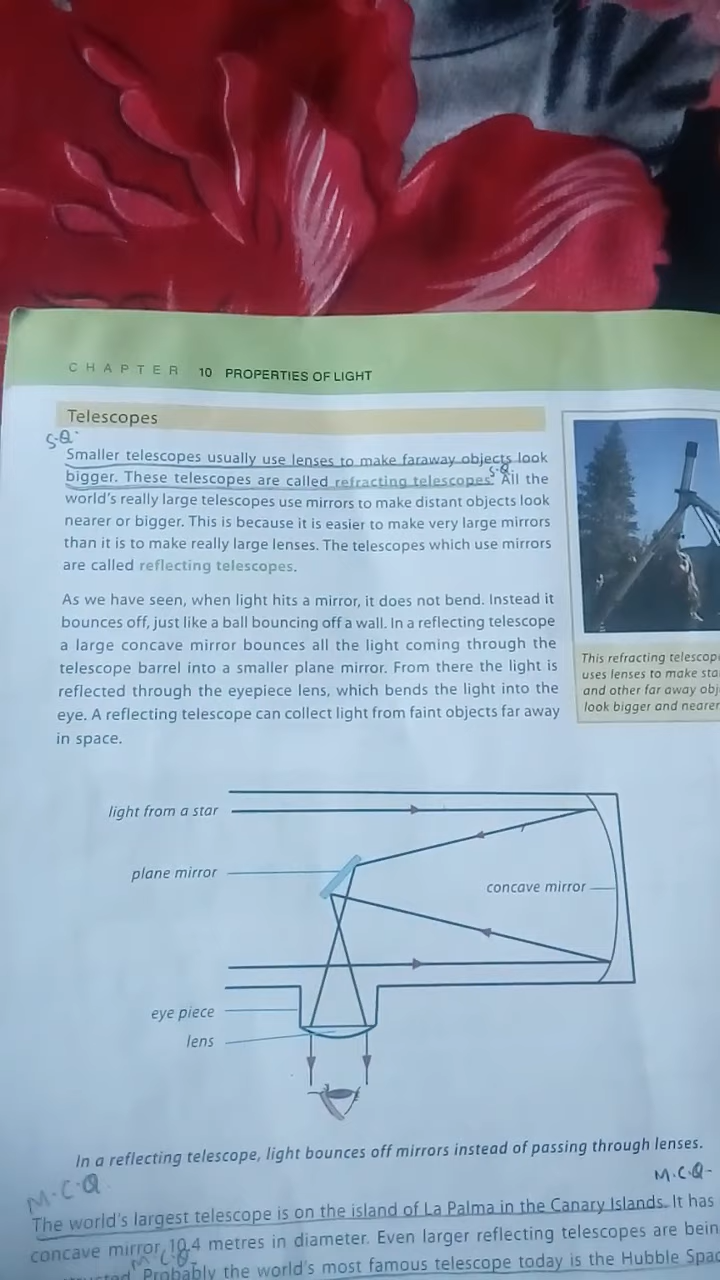 CHAPTER 10 PROPERTIES OF LIGHT
Telescopes
S.Q.
Smaller telescopes usually use lenses to make faraway objects look
S.Q.
bigger. These telescopes are called refracting telescopes. All the
world's really large telescopes use mirrors to make distant objects look
nearer or bigger. This is because it is easier to make very large mirrors
than it is to make really large lenses. The telescopes which use mirrors
are called reflecting telescopes.
As we have seen, when light hits a mirror, it does not bend. Instead it
bounces off, just like a ball bouncing off a wall. In a reflecting telescope
a large concave mirror bounces all the light coming through the
telescope barrel into a smaller plane mirror. From there the light is
reflected through the eyepiece lens, which bends the light into the
eye. A reflecting telescope can collect light from faint objects far away
in space.
This refracting telescop
uses lenses to make sta
and other far away obj
look bigger and nearer
light from a star
plane mirror
concave mirror
eye piece
lens
In a reflecting telescope, light bounces off mirrors instead of passing through lenses.
M.C.Q.
M.C.Q.
The world's largest telescope is on the island of La Palma in the Canary Islands. It has
concave mirror 10.4 metres in diameter. Even larger reflecting telescopes are bein
M.C.Q.
Probably the world's most famous telescope today is the Hubble Spac